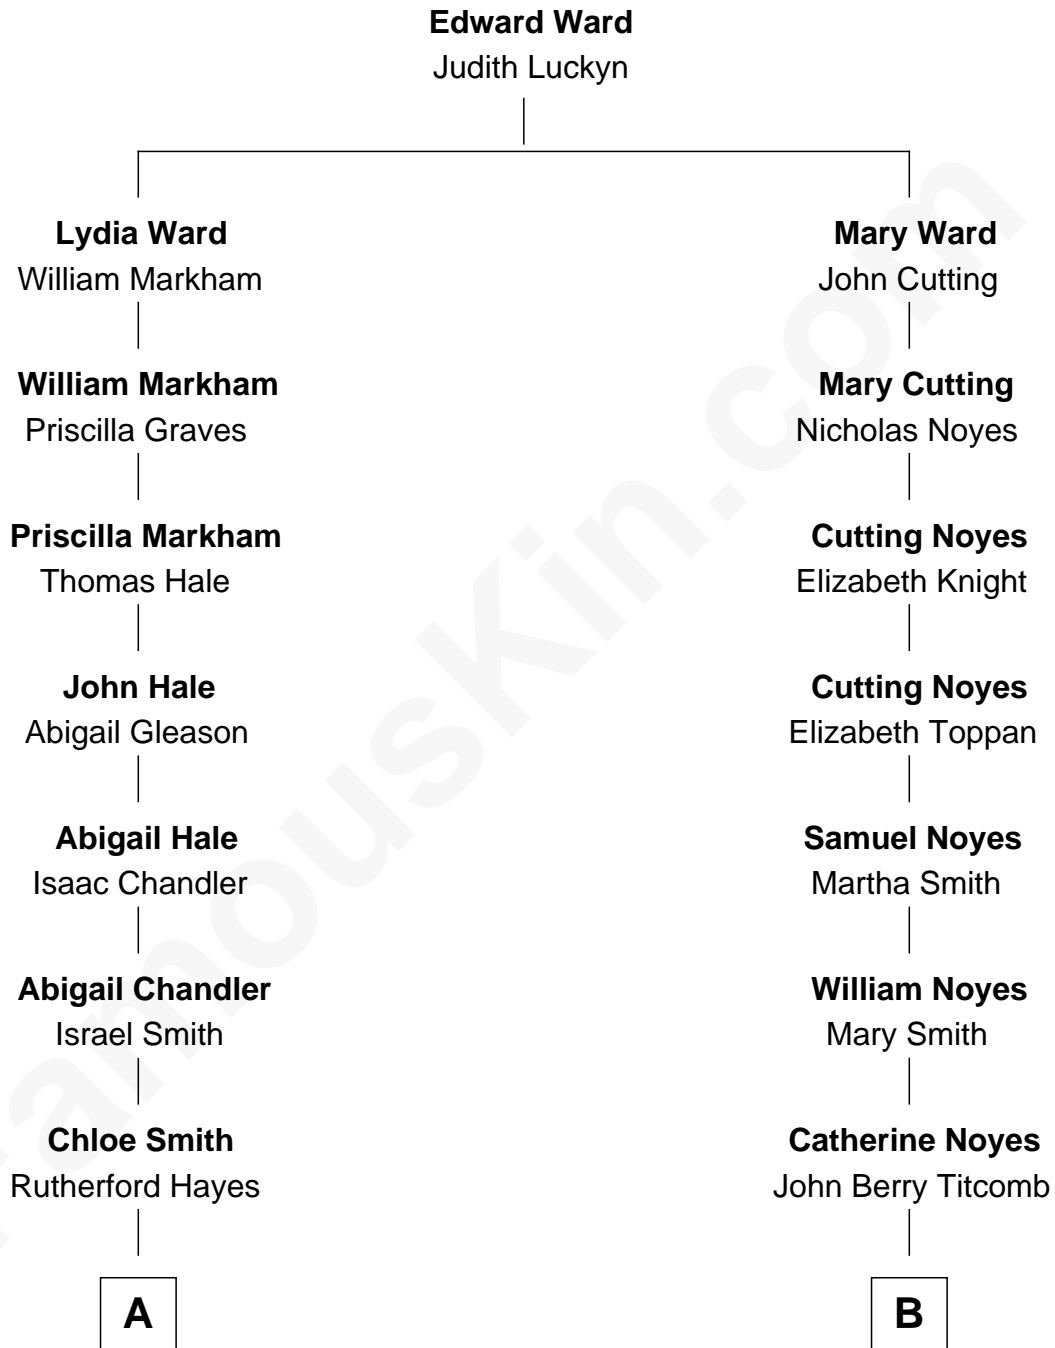 Edward Ward
Judith Luckyn
Lydia Ward
William Markham
William Markham
Priscilla Graves
Priscilla Markham
Thomas Hale
John Hale
Abigail Gleason
Abigail Hale
Isaac Chandler
Abigail Chandler
Israel Smith
Chloe Smith
Rutherford Hayes
A
Mary Ward
John Cutting
Mary Cutting
Nicholas Noyes
Cutting Noyes
Elizabeth Knight
Cutting Noyes
Elizabeth Toppan
Samuel Noyes
Martha Smith
William Noyes
Mary Smith
Catherine Noyes
John Berry Titcomb
B
FamousKin.com